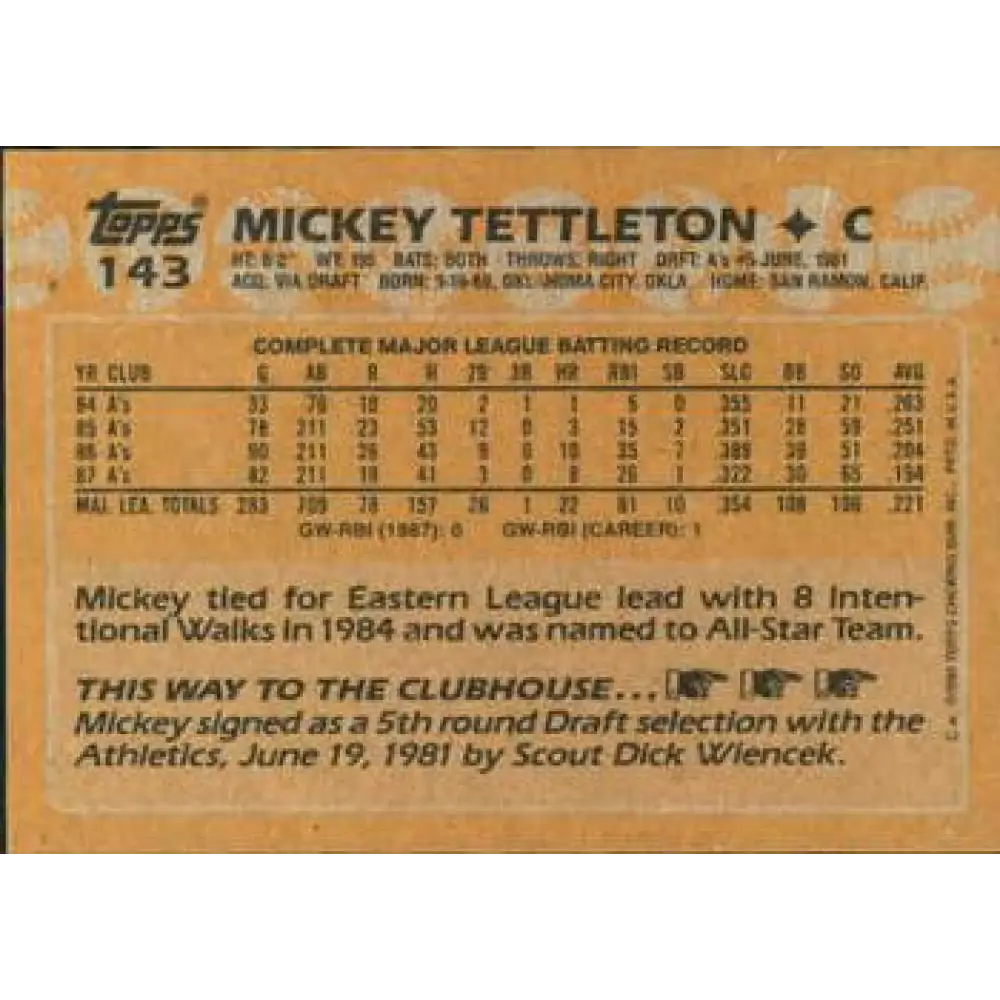 topps® MICKEY TETTLETON ✦ C
143 HT: 6'2" WT: 195 BATS: BOTH THROWS: RIGHT DRFT: A's #5-JUNE, 1981
ACQ: VIA DRAFT BORN: OKLAHOMA CITY, OKLA HOME: SAN RAMON, CALIF.
COMPLETE MAJOR LEAGUE BATTING RECORD
YR CLUB G AB R H 2B 3B HR RBI SB SLG BB SO AVG
84 A's 33 76 10 20 2 1 1 5 0 .355 11 21 .263
85 A's 78 211 23 53 12 0 3 15 2 .351 28 59 .251
86 A's 90 211 26 43 9 0 10 35 7 .389 39 51 .204
87 A's 82 211 19 41 3 0 8 26 1 .322 30 65 .194
MAJ. LEA. TOTALS 283 709 78 157 26 1 22 81 10 .354 108 196 .221
GW-RBI (1987): 0 GW-RBI (CAREER): 1
Mickey tied for Eastern League lead with 8 Inten-
tional Walks in 1984 and was named to All-Star Team.
THIS WAY TO THE CLUBHOUSE...
Mickey signed as a 5th round Draft selection with the
Athletics, June 19, 1981 by Scout Dick Wiencek.